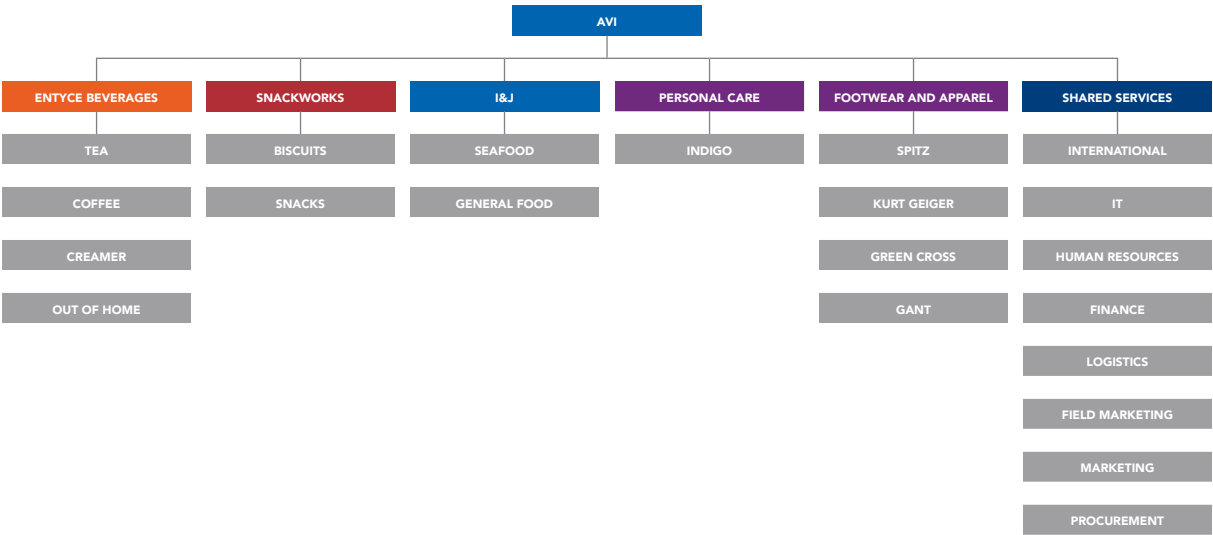 AVI
ENTYCE BEVERAGES
SNACKWORKS
I&J
PERSONAL CARE
FOOTWEAR AND APPAREL
SHARED SERVICES
TEA
BISCUITS
SEAFOOD
INDIGO
SPITZ
INTERNATIONAL
COFFEE
SNACKS
GENERAL FOOD
KURT GEIGER
IT
CREAMER
GREEN CROSS
HUMAN RESOURCES
OUT OF HOME
GANT
FINANCE
LOGISTICS
FIELD MARKETING
MARKETING
PROCUREMENT